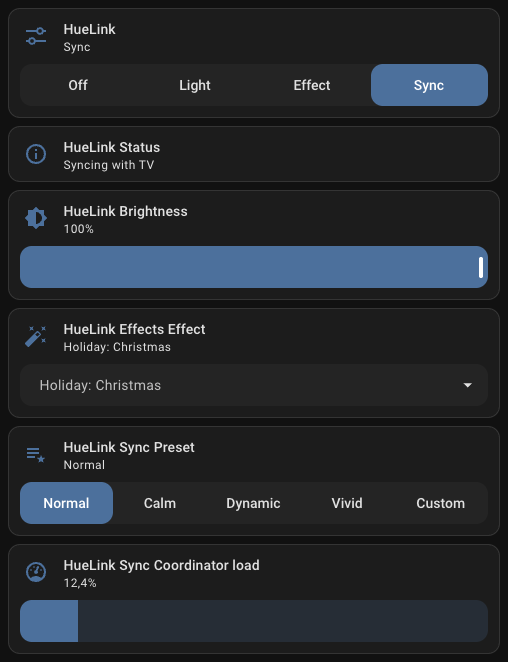 HueLink
Sync
Off Light Effect Sync
HueLink Status
Syncing with TV
HueLink Brightness
100%
HueLink Effects Effect
Holiday: Christmas
Holiday: Christmas
HueLink Sync Preset
Normal
Normal Calm Dynamic Vivid Custom
HueLink Sync Coordinator load
12,4%